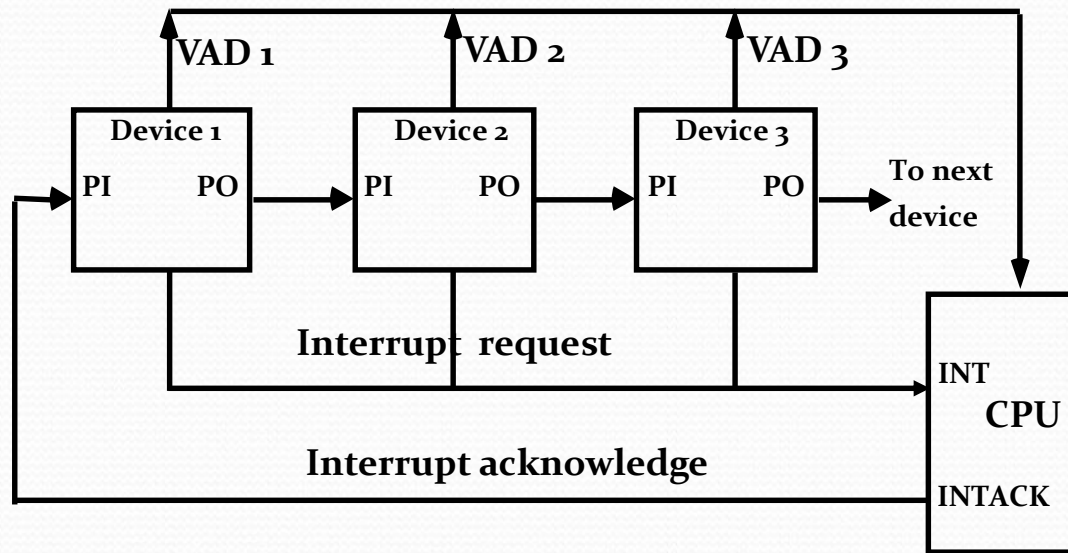 VAD 1
VAD 2
VAD 3
Device 1
Device 2
Device 3
PI
PO
PI
PO
PI
PO
To next
device
Interrupt request
INT
CPU
Interrupt acknowledge
INTACK